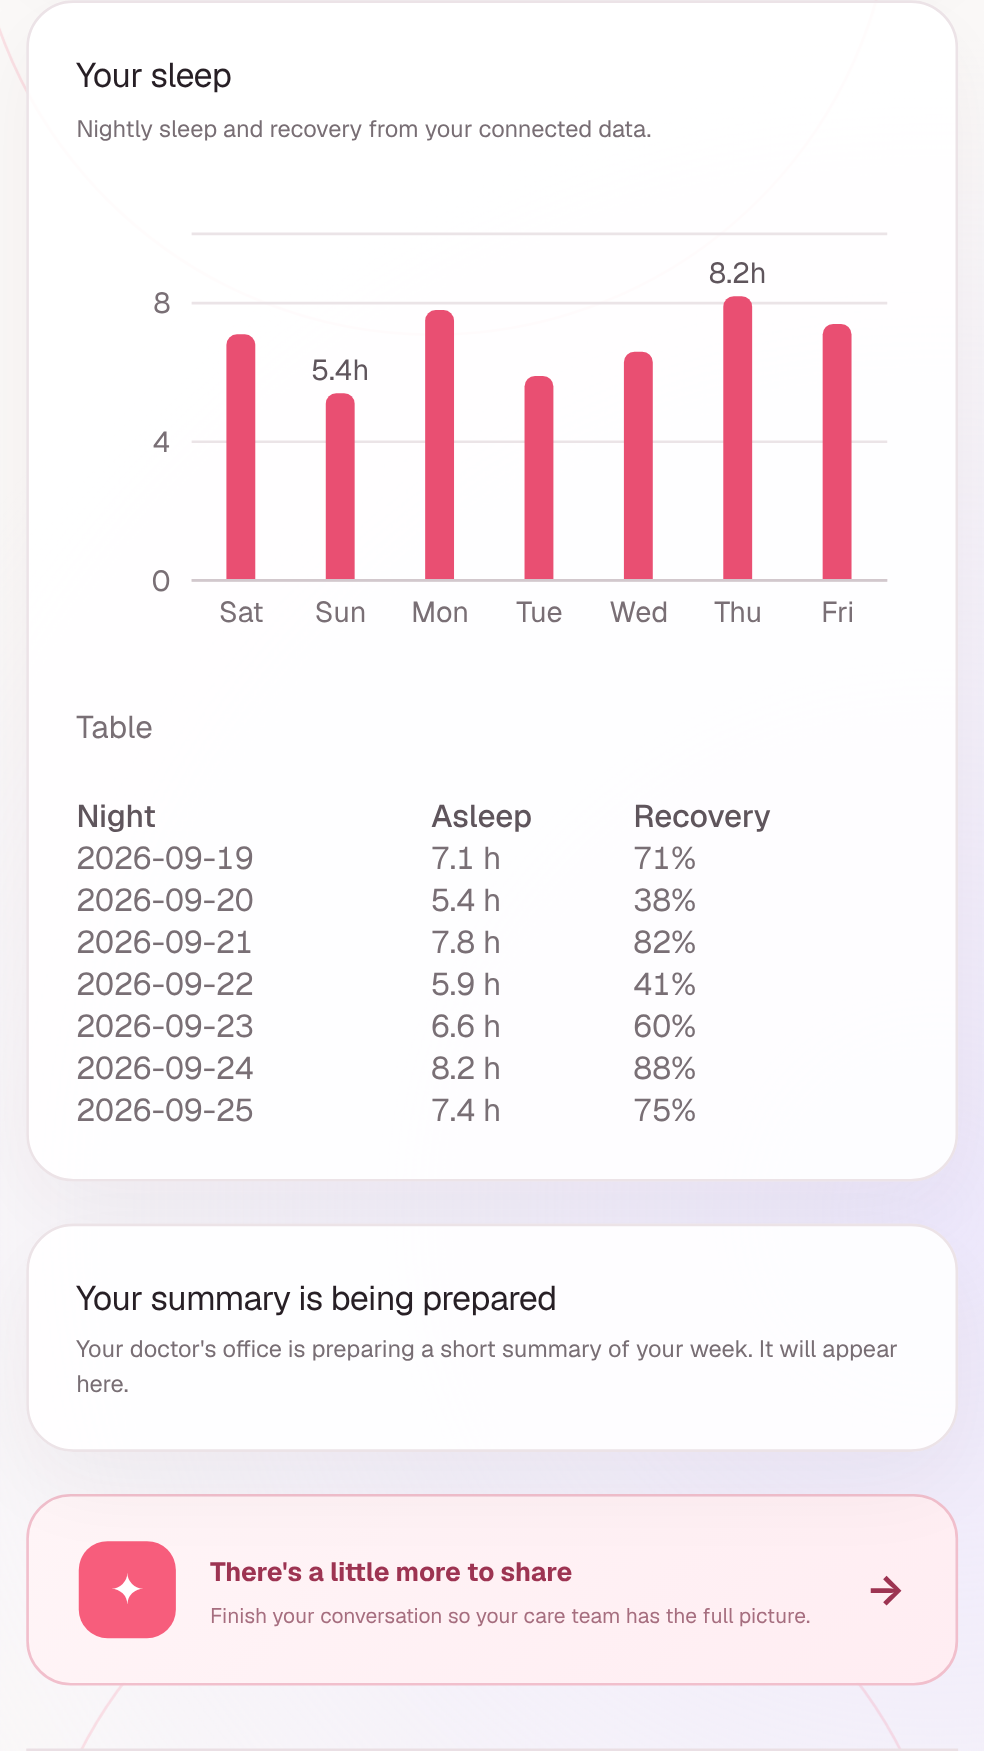 Your sleep
Nightly sleep and recovery from your connected data.
8.2h
8
5.4h
4
0
Sat Sun Mon Tue Wed Thu Fri
Table
Night Asleep Recovery
2026-09-19 7.1 h 71%
2026-09-20 5.4 h 38%
2026-09-21 7.8 h 82%
2026-09-22 5.9 h 41%
2026-09-23 6.6 h 60%
2026-09-24 8.2 h 88%
2026-09-25 7.4 h 75%
Your summary is being prepared
Your doctor's office is preparing a short summary of your week. It will appear
here.
There's a little more to share
Finish your conversation so your care team has the full picture.